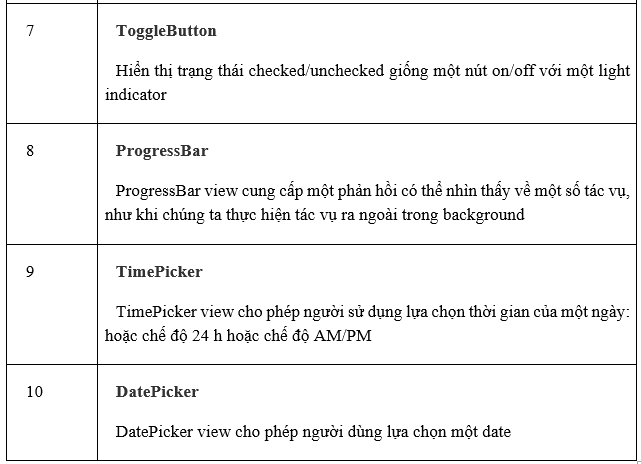 7
ToggleButton
Hiển thị trạng thái checked/unchecked giống một nút on/off với một light
indicator
8
ProgressBar
ProgressBar view cung cấp một phản hồi có thể nhìn thấy về một số tác vụ,
như khi chúng ta thực hiện tác vụ ra ngoài trong background
9
TimePicker
TimePicker view cho phép người sử dụng lựa chọn thời gian của một ngày:
hoặc chế độ 24 h hoặc chế độ AM/PM
10
DatePicker
DatePicker view cho phép người dùng lựa chọn một date